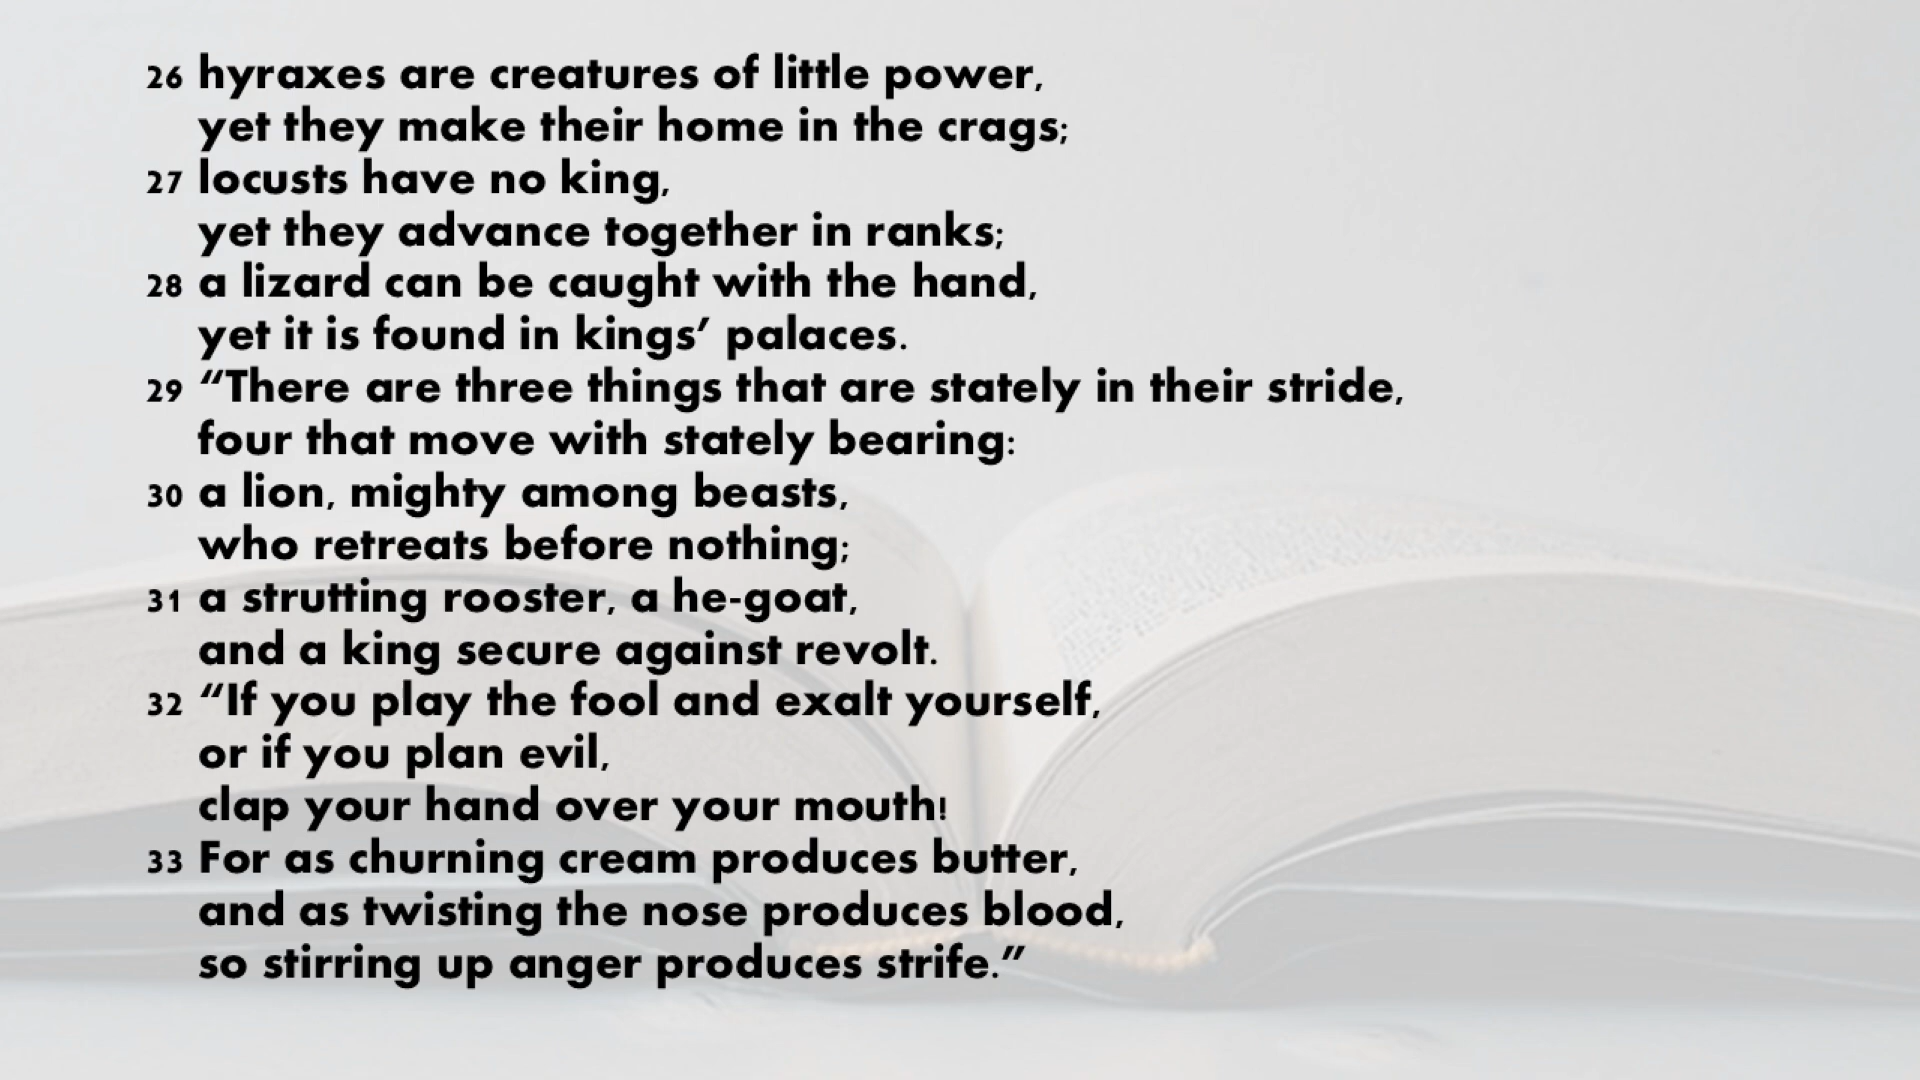 26 hyraxes are creatures of little power,
yet they make their home in the crags;
27 locusts have no king,
yet they advance together in ranks;
28 a lizard can be caught with the hand,
yet it is found in kings’ palaces.
29 “There are three things that are stately in their stride,
four that move with stately bearing:
30 a lion, mighty among beasts,
who retreats before nothing;
31 a strutting rooster, a he-goat,
and a king secure against revolt.
32 “If you play the fool and exalt yourself,
or if you plan evil,
clap your hand over your mouth!
33 For as churning cream produces butter,
and as twisting the nose produces blood,
so stirring up anger produces strife.”